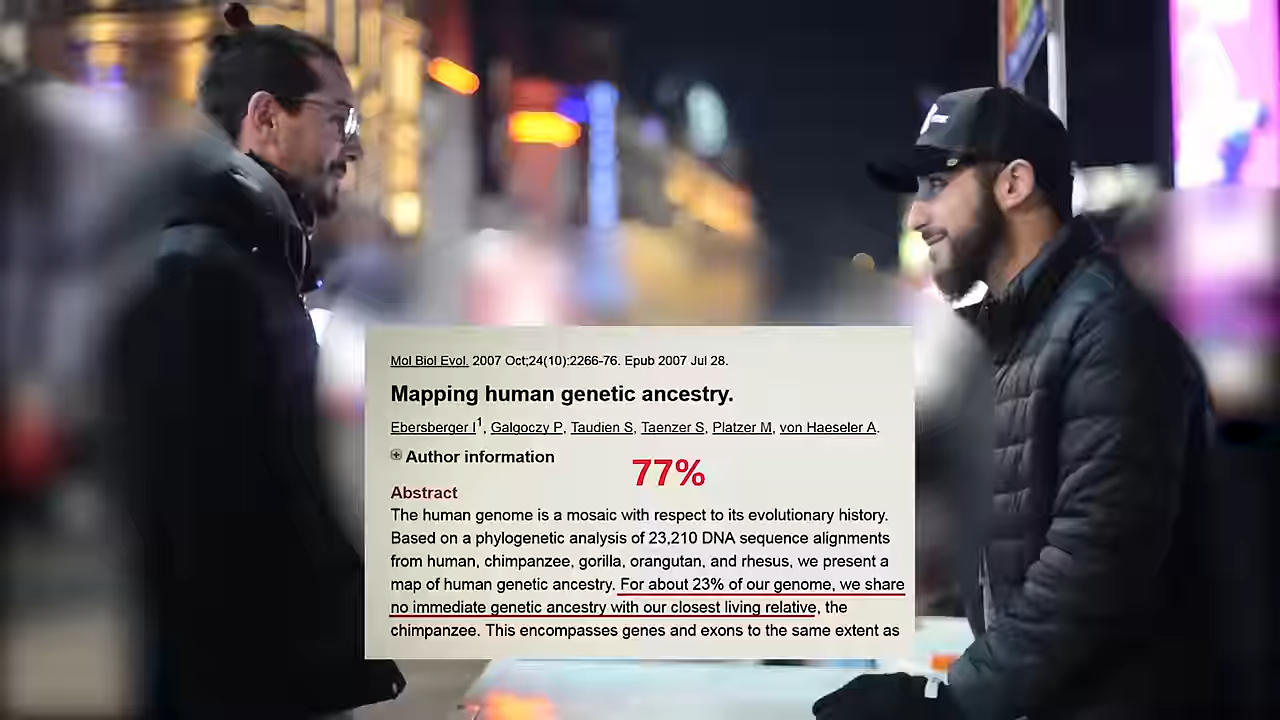 Mol Biol Evol. 2007 Oct;24(10):2266-76. Epub 2007 Jul 28.
Mapping human genetic ancestry.
Ebersberger I1, Galgoczy P, Taudien S, Taenzer S, Platzer M, von Haeseler A.
Author information
77%
Abstract
The human genome is a mosaic with respect to its evolutionary history.
Based on a phylogenetic analysis of 23,210 DNA sequence alignments
from human, chimpanzee, gorilla, orangutan, and rhesus, we present a
map of human genetic ancestry. For about 23% of our genome, we share
no immediate genetic ancestry with our closest living relative, the
chimpanzee. This encompasses genes and exons to the same extent as